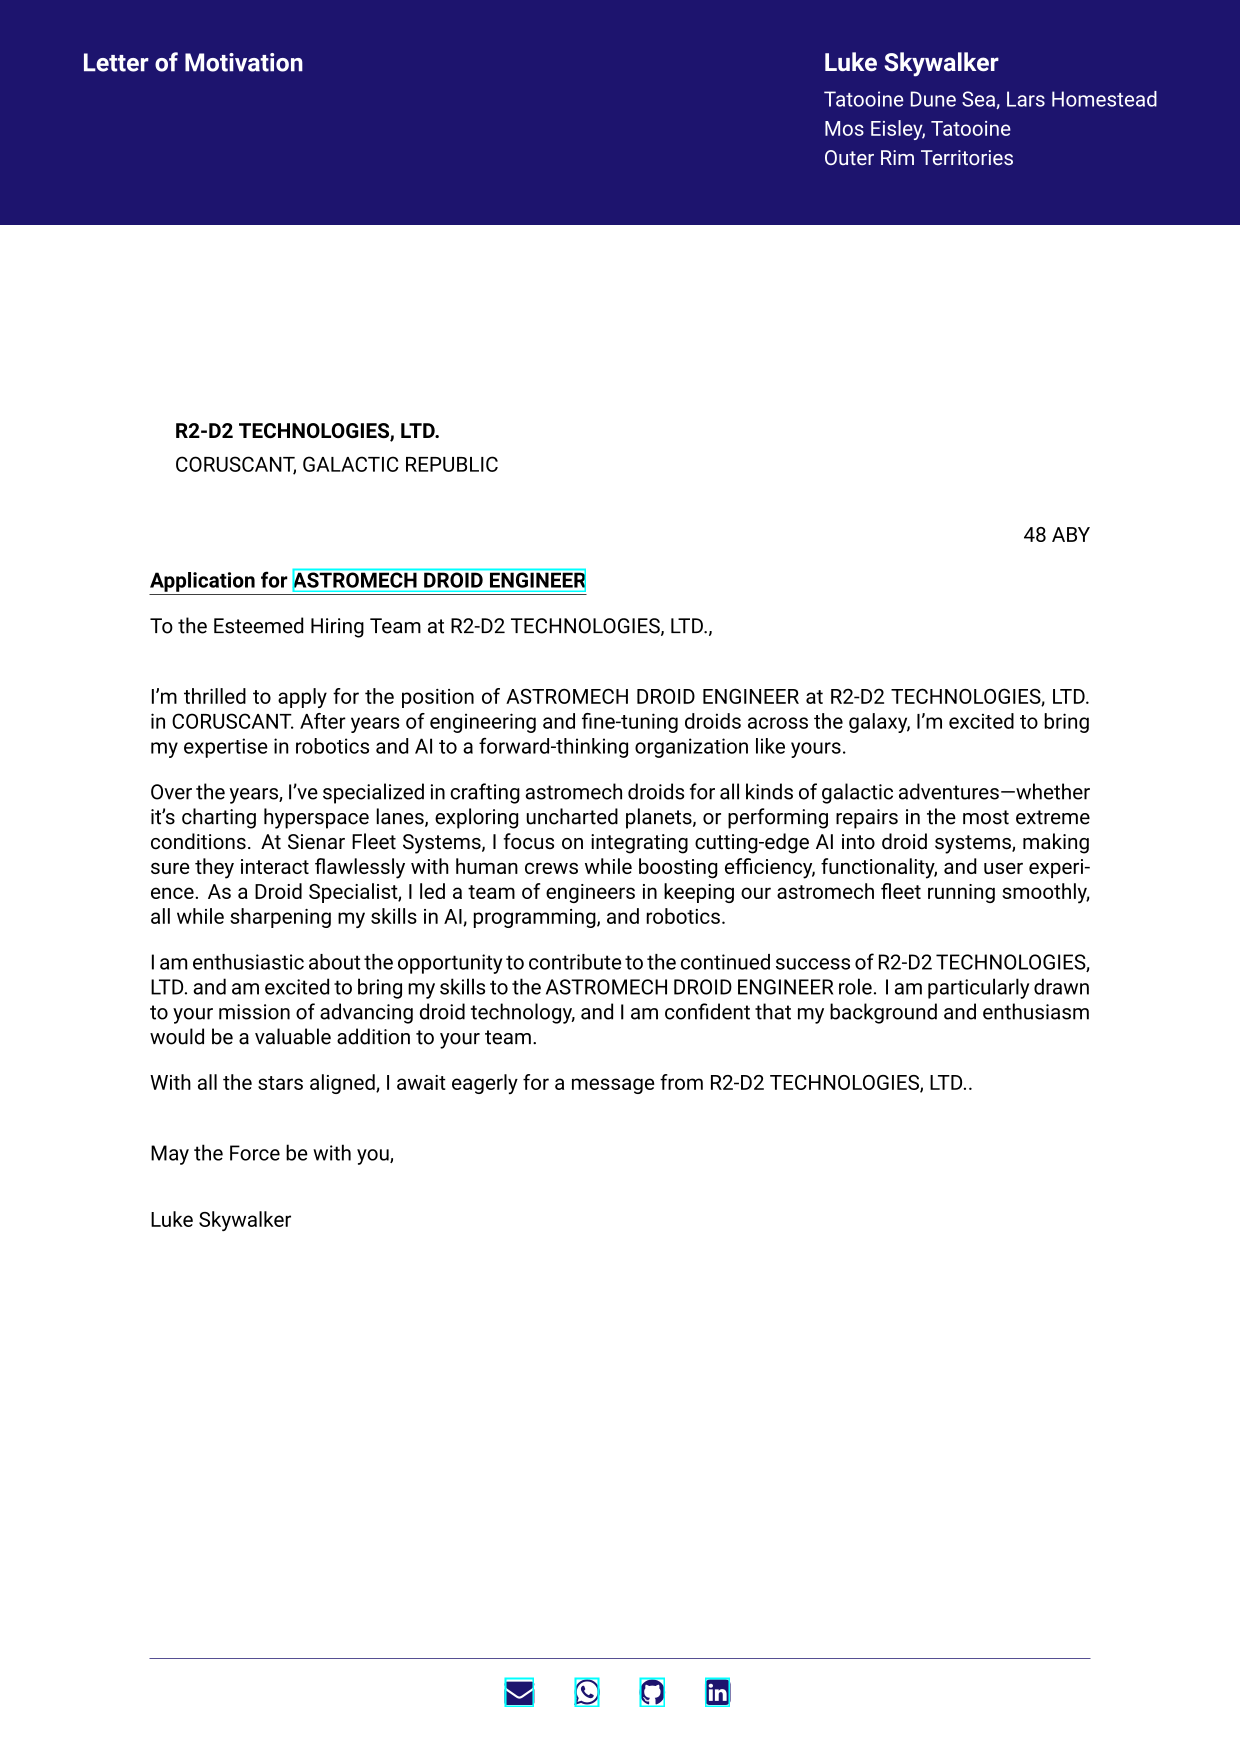 Letter of Motivation
Luke Skywalker
Tatooine Dune Sea, Lars Homestead
Mos Eisley, Tatooine
Outer Rim Territories
R2-D2 TECHNOLOGIES, LTD.
CORUSCANT, GALACTIC REPUBLIC
48 ABY
Application for ASTROMECH DROID ENGINEER
To the Esteemed Hiring Team at R2-D2 TECHNOLOGIES, LTD.,
I’m thrilled to apply for the position of ASTROMECH DROID ENGINEER at R2-D2 TECHNOLOGIES, LTD.
in CORUSCANT. After years of engineering and fine-tuning droids across the galaxy, I’m excited to bring
my expertise in robotics and AI to a forward-thinking organization like yours.
Over the years, I’ve specialized in crafting astromech droids for all kinds of galactic adventures—whether
it’s charting hyperspace lanes, exploring uncharted planets, or performing repairs in the most extreme
conditions. At Sienar Fleet Systems, I focus on integrating cutting-edge AI into droid systems, making
sure they interact flawlessly with human crews while boosting efficiency, functionality, and user experi-
ence. As a Droid Specialist, I led a team of engineers in keeping our astromech fleet running smoothly,
all while sharpening my skills in AI, programming, and robotics.
I am enthusiastic about the opportunity to contribute to the continued success of R2-D2 TECHNOLOGIES,
LTD. and am excited to bring my skills to the ASTROMECH DROID ENGINEER role. I am particularly drawn
to your mission of advancing droid technology, and I am confident that my background and enthusiasm
would be a valuable addition to your team.
With all the stars aligned, I await eagerly for a message from R2-D2 TECHNOLOGIES, LTD..
May the Force be with you,
Luke Skywalker
in